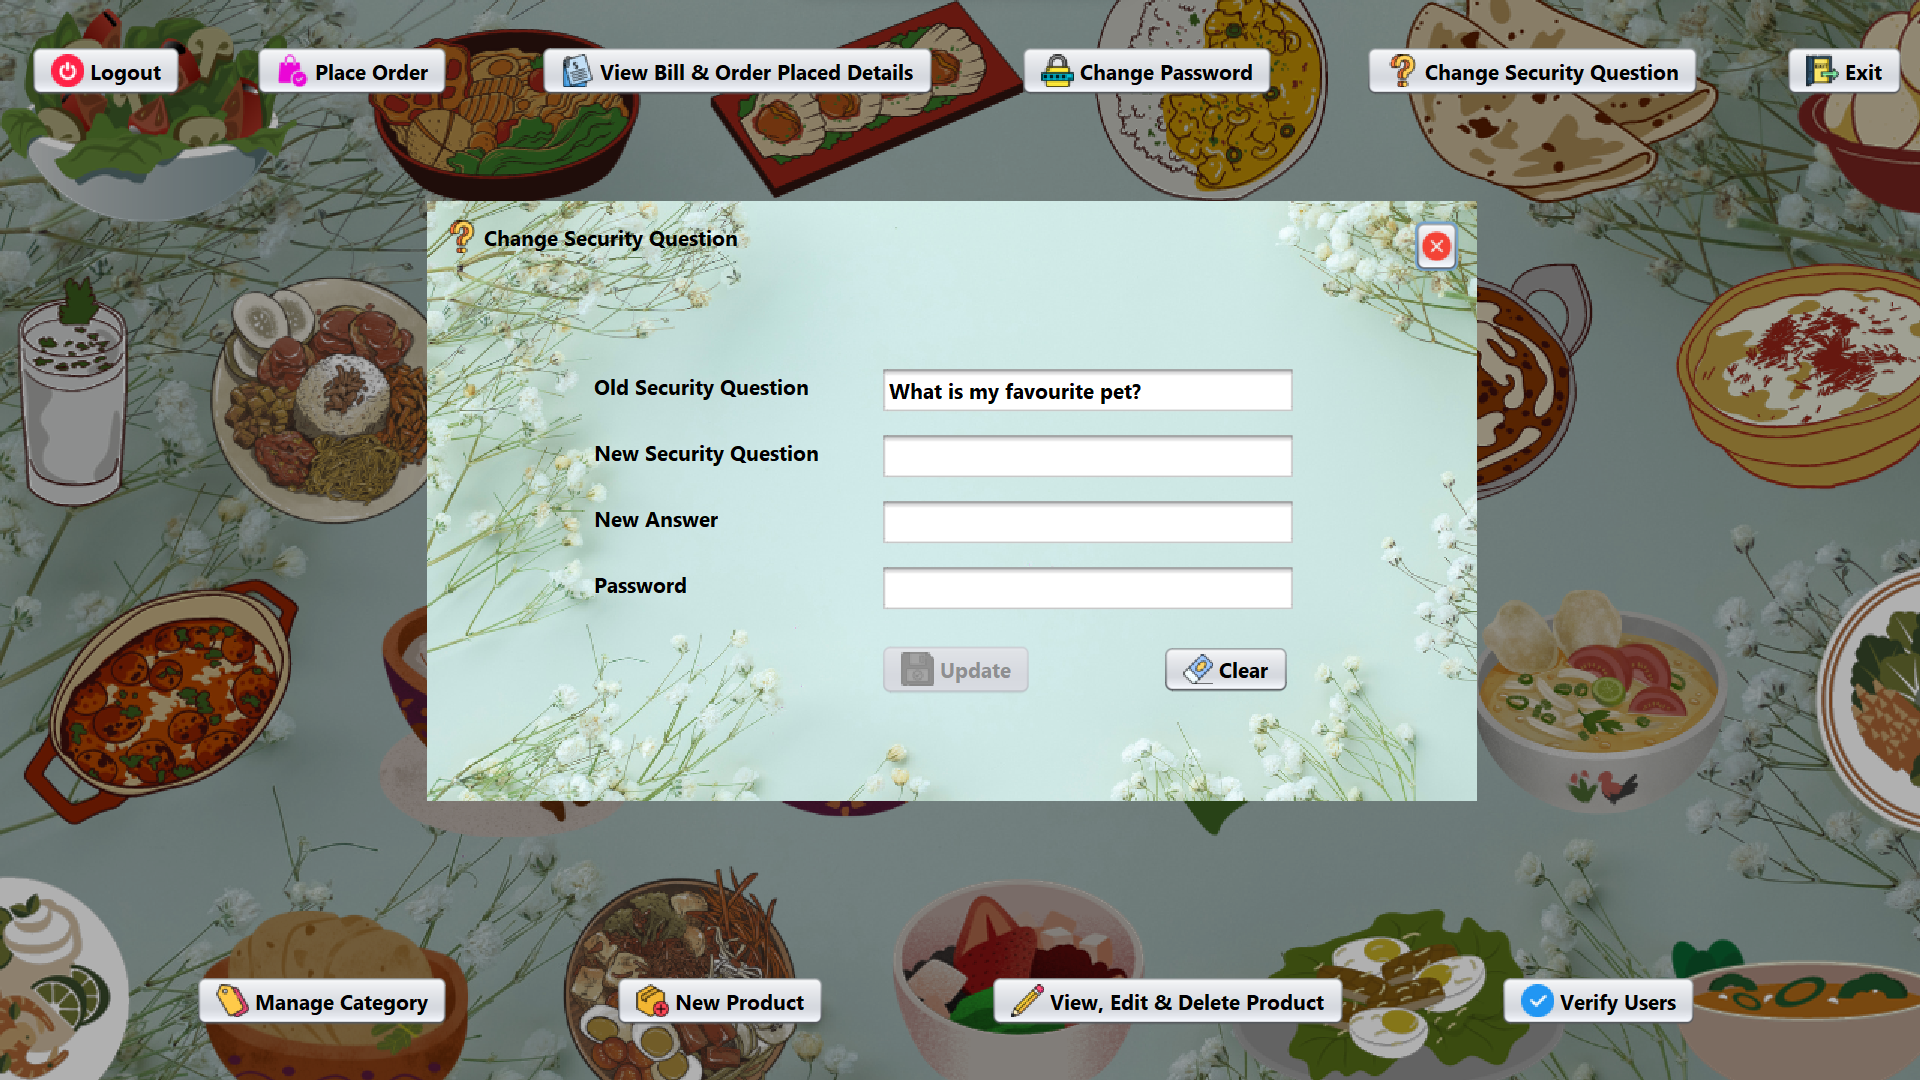 Logout
Place Order
View Bill & Order Placed Details
Change Password
Change Security Question
Exit
Change Security Question
Old Security Question
What is my favourite pet?
New Security Question
New Answer
Password
Update
Clear
Manage Category
New Product
View, Edit & Delete Product
Verify Users